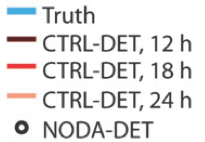 Truth
CTRL-DET, 12 h
CTRL-DET, 18 h
CTRL-DET, 24 h
NODA-DET